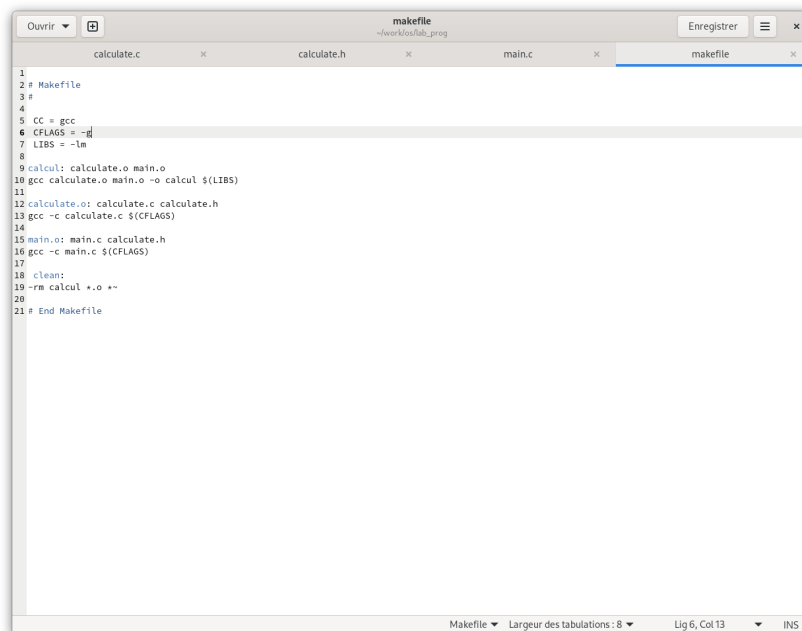 Ouvrir
makefile
~/work/os/lab_prog
Enregistrer
calculate.c
calculate.h
main.c
makefile
1
2 # Makefile
3 #
4
5 CC = gcc
6 CFLAGS = -g
7 LIBS = -lm
8
9 calcul: calculate.o main.o
10 gcc calculate.o main.o -o calcul $(LIBS)
11
12 calculate.o: calculate.c calculate.h
13 gcc -c calculate.c $(CFLAGS)
14
15 main.o: main.c calculate.h
16 gcc -c main.c $(CFLAGS)
17
18 clean:
19 -rm calcul *.o *~
20
21 # End Makefile
Makefile Largeur des tabulations : 8 Lig 6, Col 13 INS